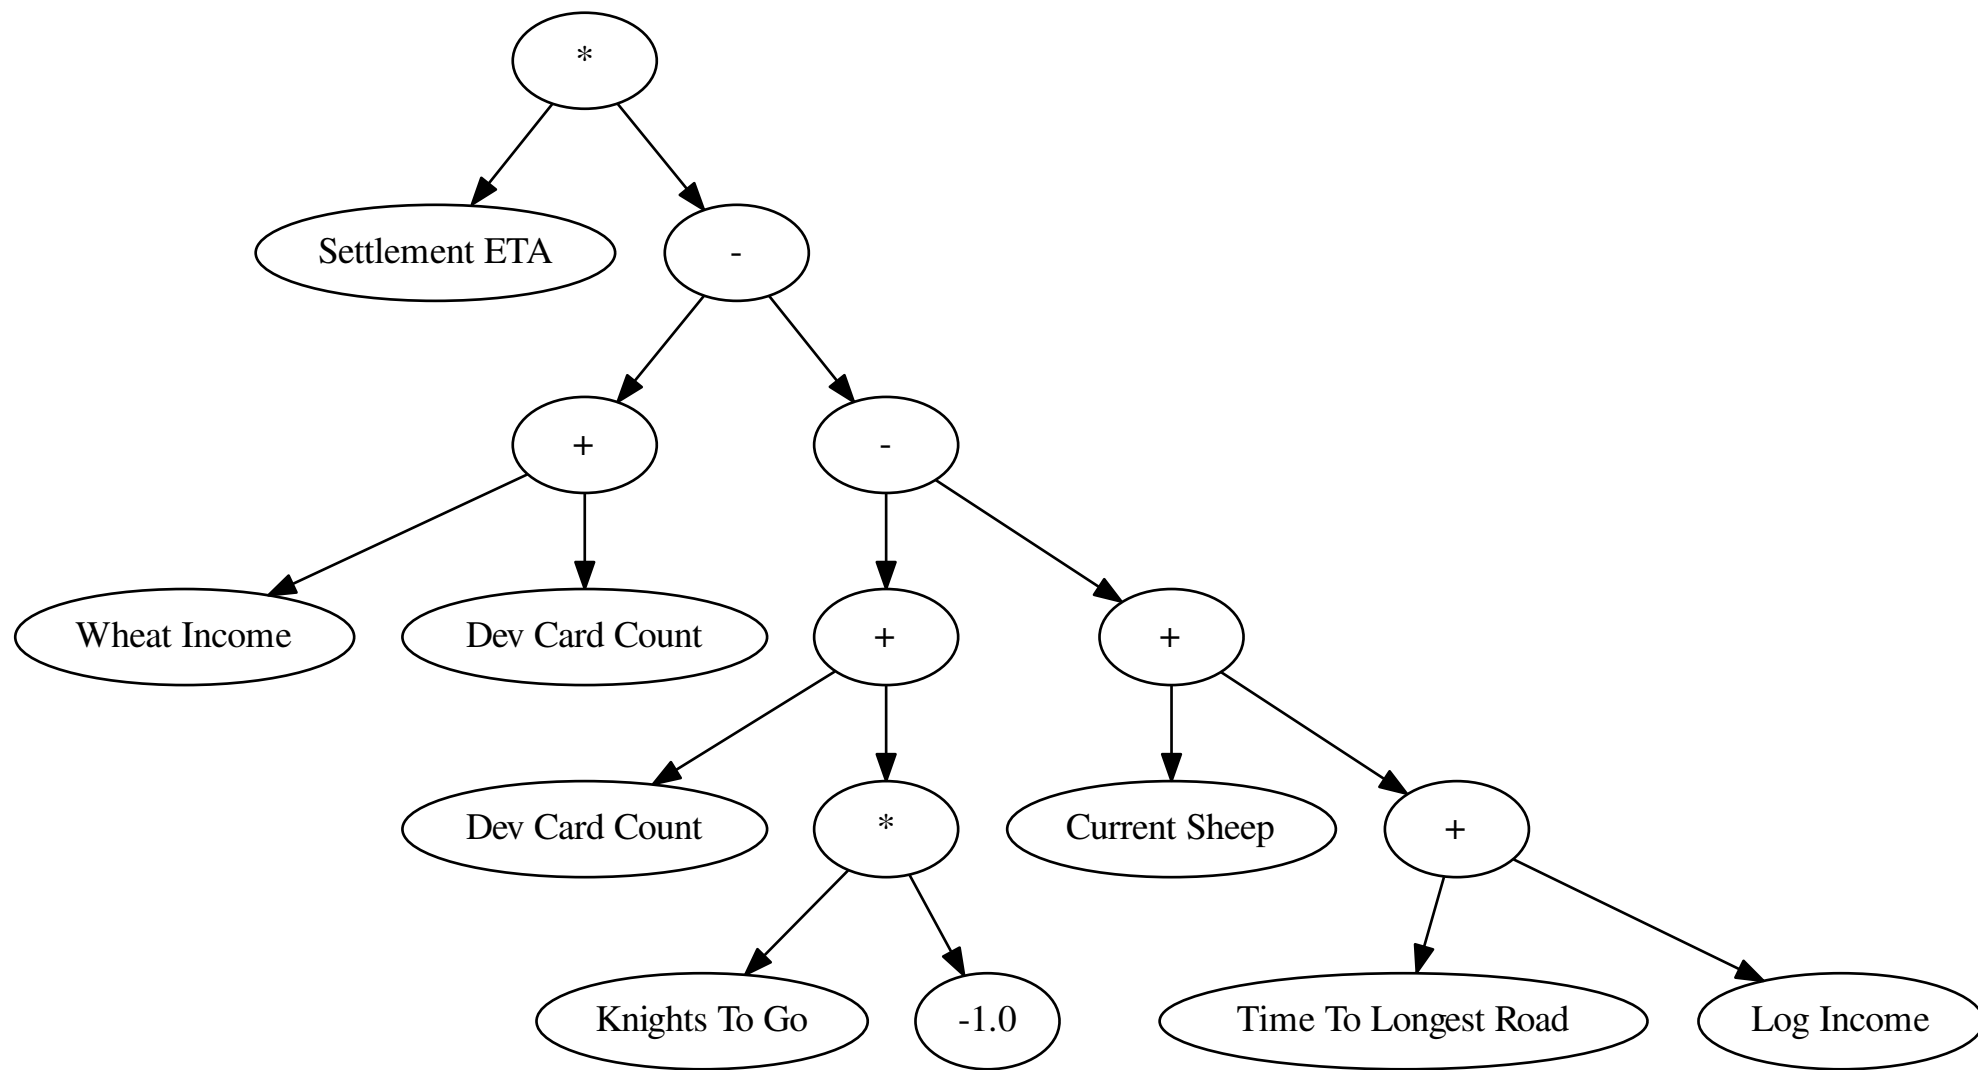 *
Settlement ETA
-
+
-
Wheat Income
Dev Card Count
+
+
Dev Card Count
*
Current Sheep
+
Knights To Go
-1.0
Time To Longest Road
Log Income